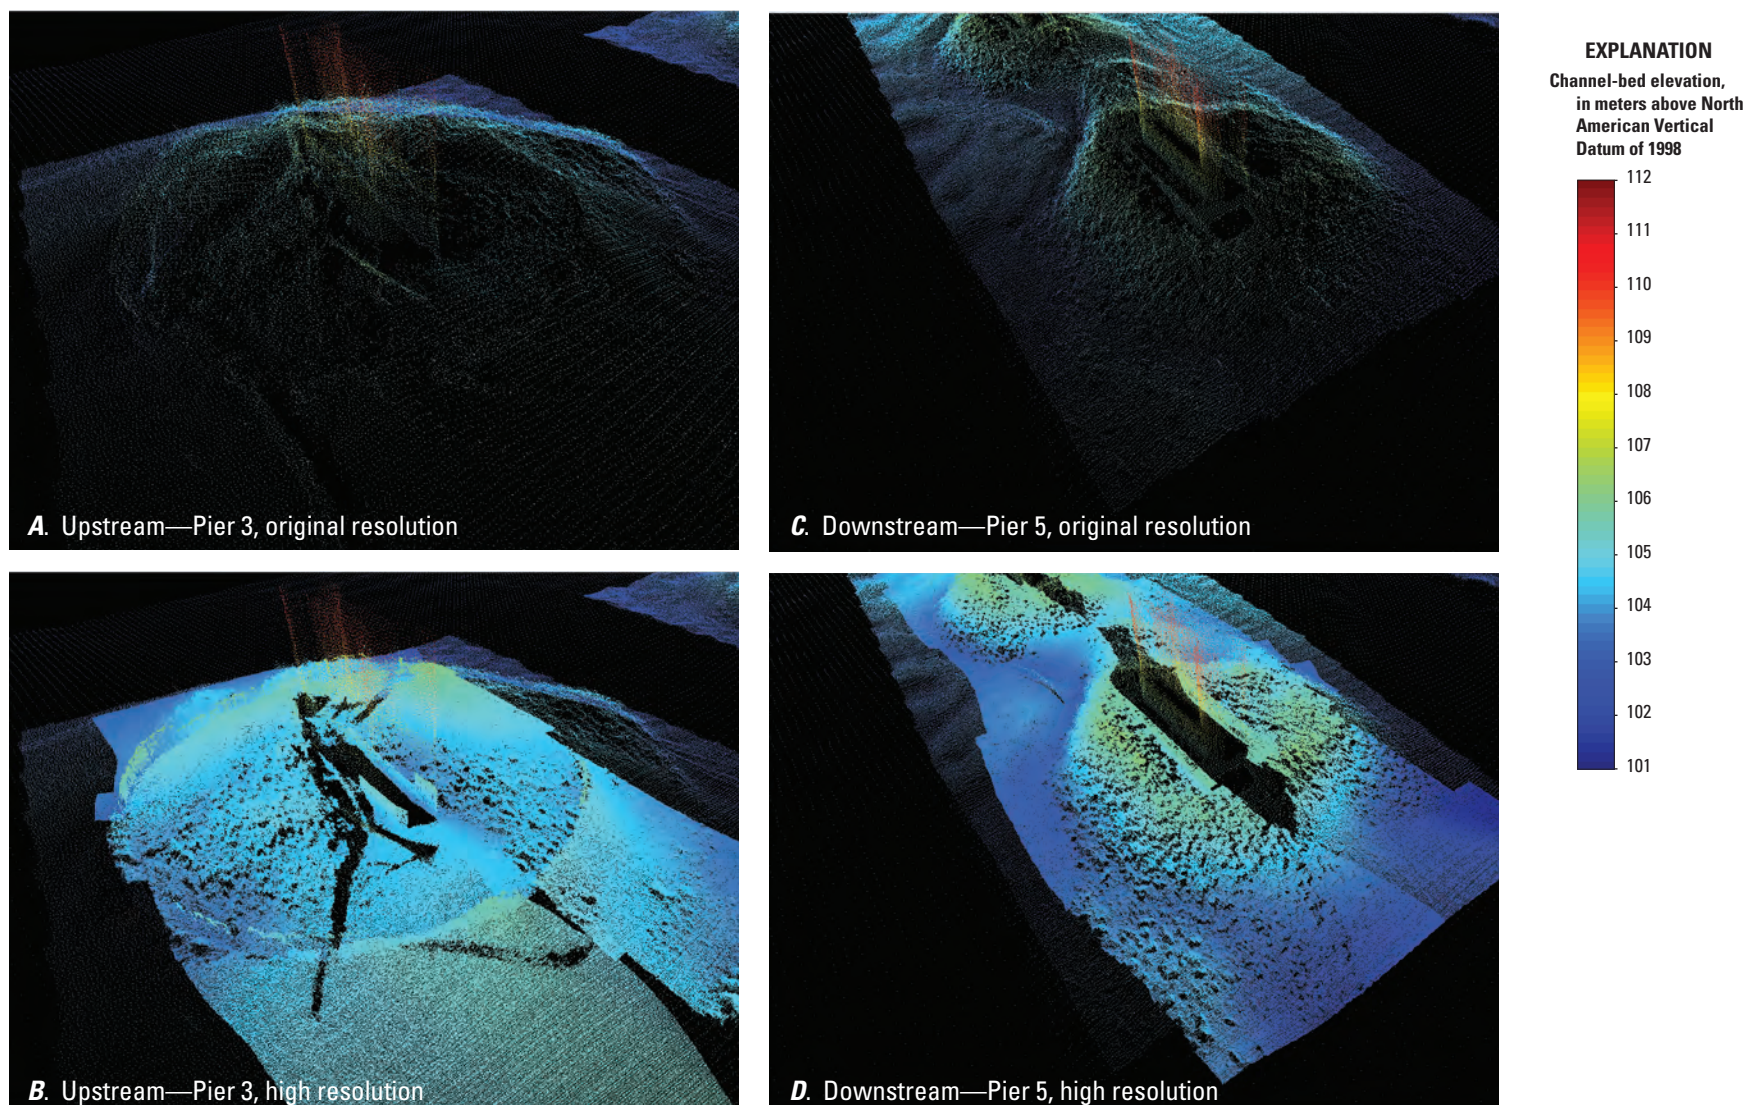 A. Upstream—Pier 3, original resolution
C. Downstream—Pier 5, original resolution
B. Upstream—Pier 3, high resolution
D. Downstream—Pier 5, high resolution
EXPLANATION
Channel-bed elevation,
in meters above North
American Vertical
Datum of 1998
112
111
110
109
108
107
106
105
104
103
102
101